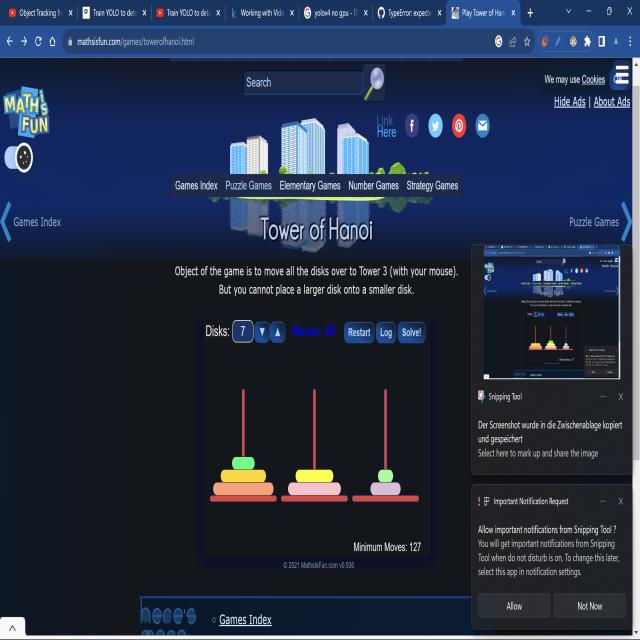 Object Tracking fr
Train YOLO to dete
Train YOLO to dete
Working with Vide
yolov4 no gpu - G
TypeError: expecte
Play Tower of Han
mathsisfun.com/games/towerofhanoi.html
Search
We may use Cookies
MATH'S
FUN
Link
Here
Hide Ads | About Ads
Games Index Puzzle Games Elementary Games Number Games Strategy Games
Games Index
Puzzle Games
Tower of Hanoi
Object of the game is to move all the disks over to Tower 3 (with your mouse).
But you cannot place a larger disk onto a smaller disk.
Disks: 7 Restart Log Solve!
Minimum Moves: 127
© 2021 MathsIsFun.com v0.936
Games Index
Snipping Tool
Der Screenshot wurde in die Zwischenablage kopiert
und gespeichert
Select here to mark up and share the image
Important Notification Request
Allow important notifications from Snipping Tool ?
You will get important notifications from Snipping
Tool when do not disturb is on. To change this later,
select this app in notification settings.
Allow Not Now